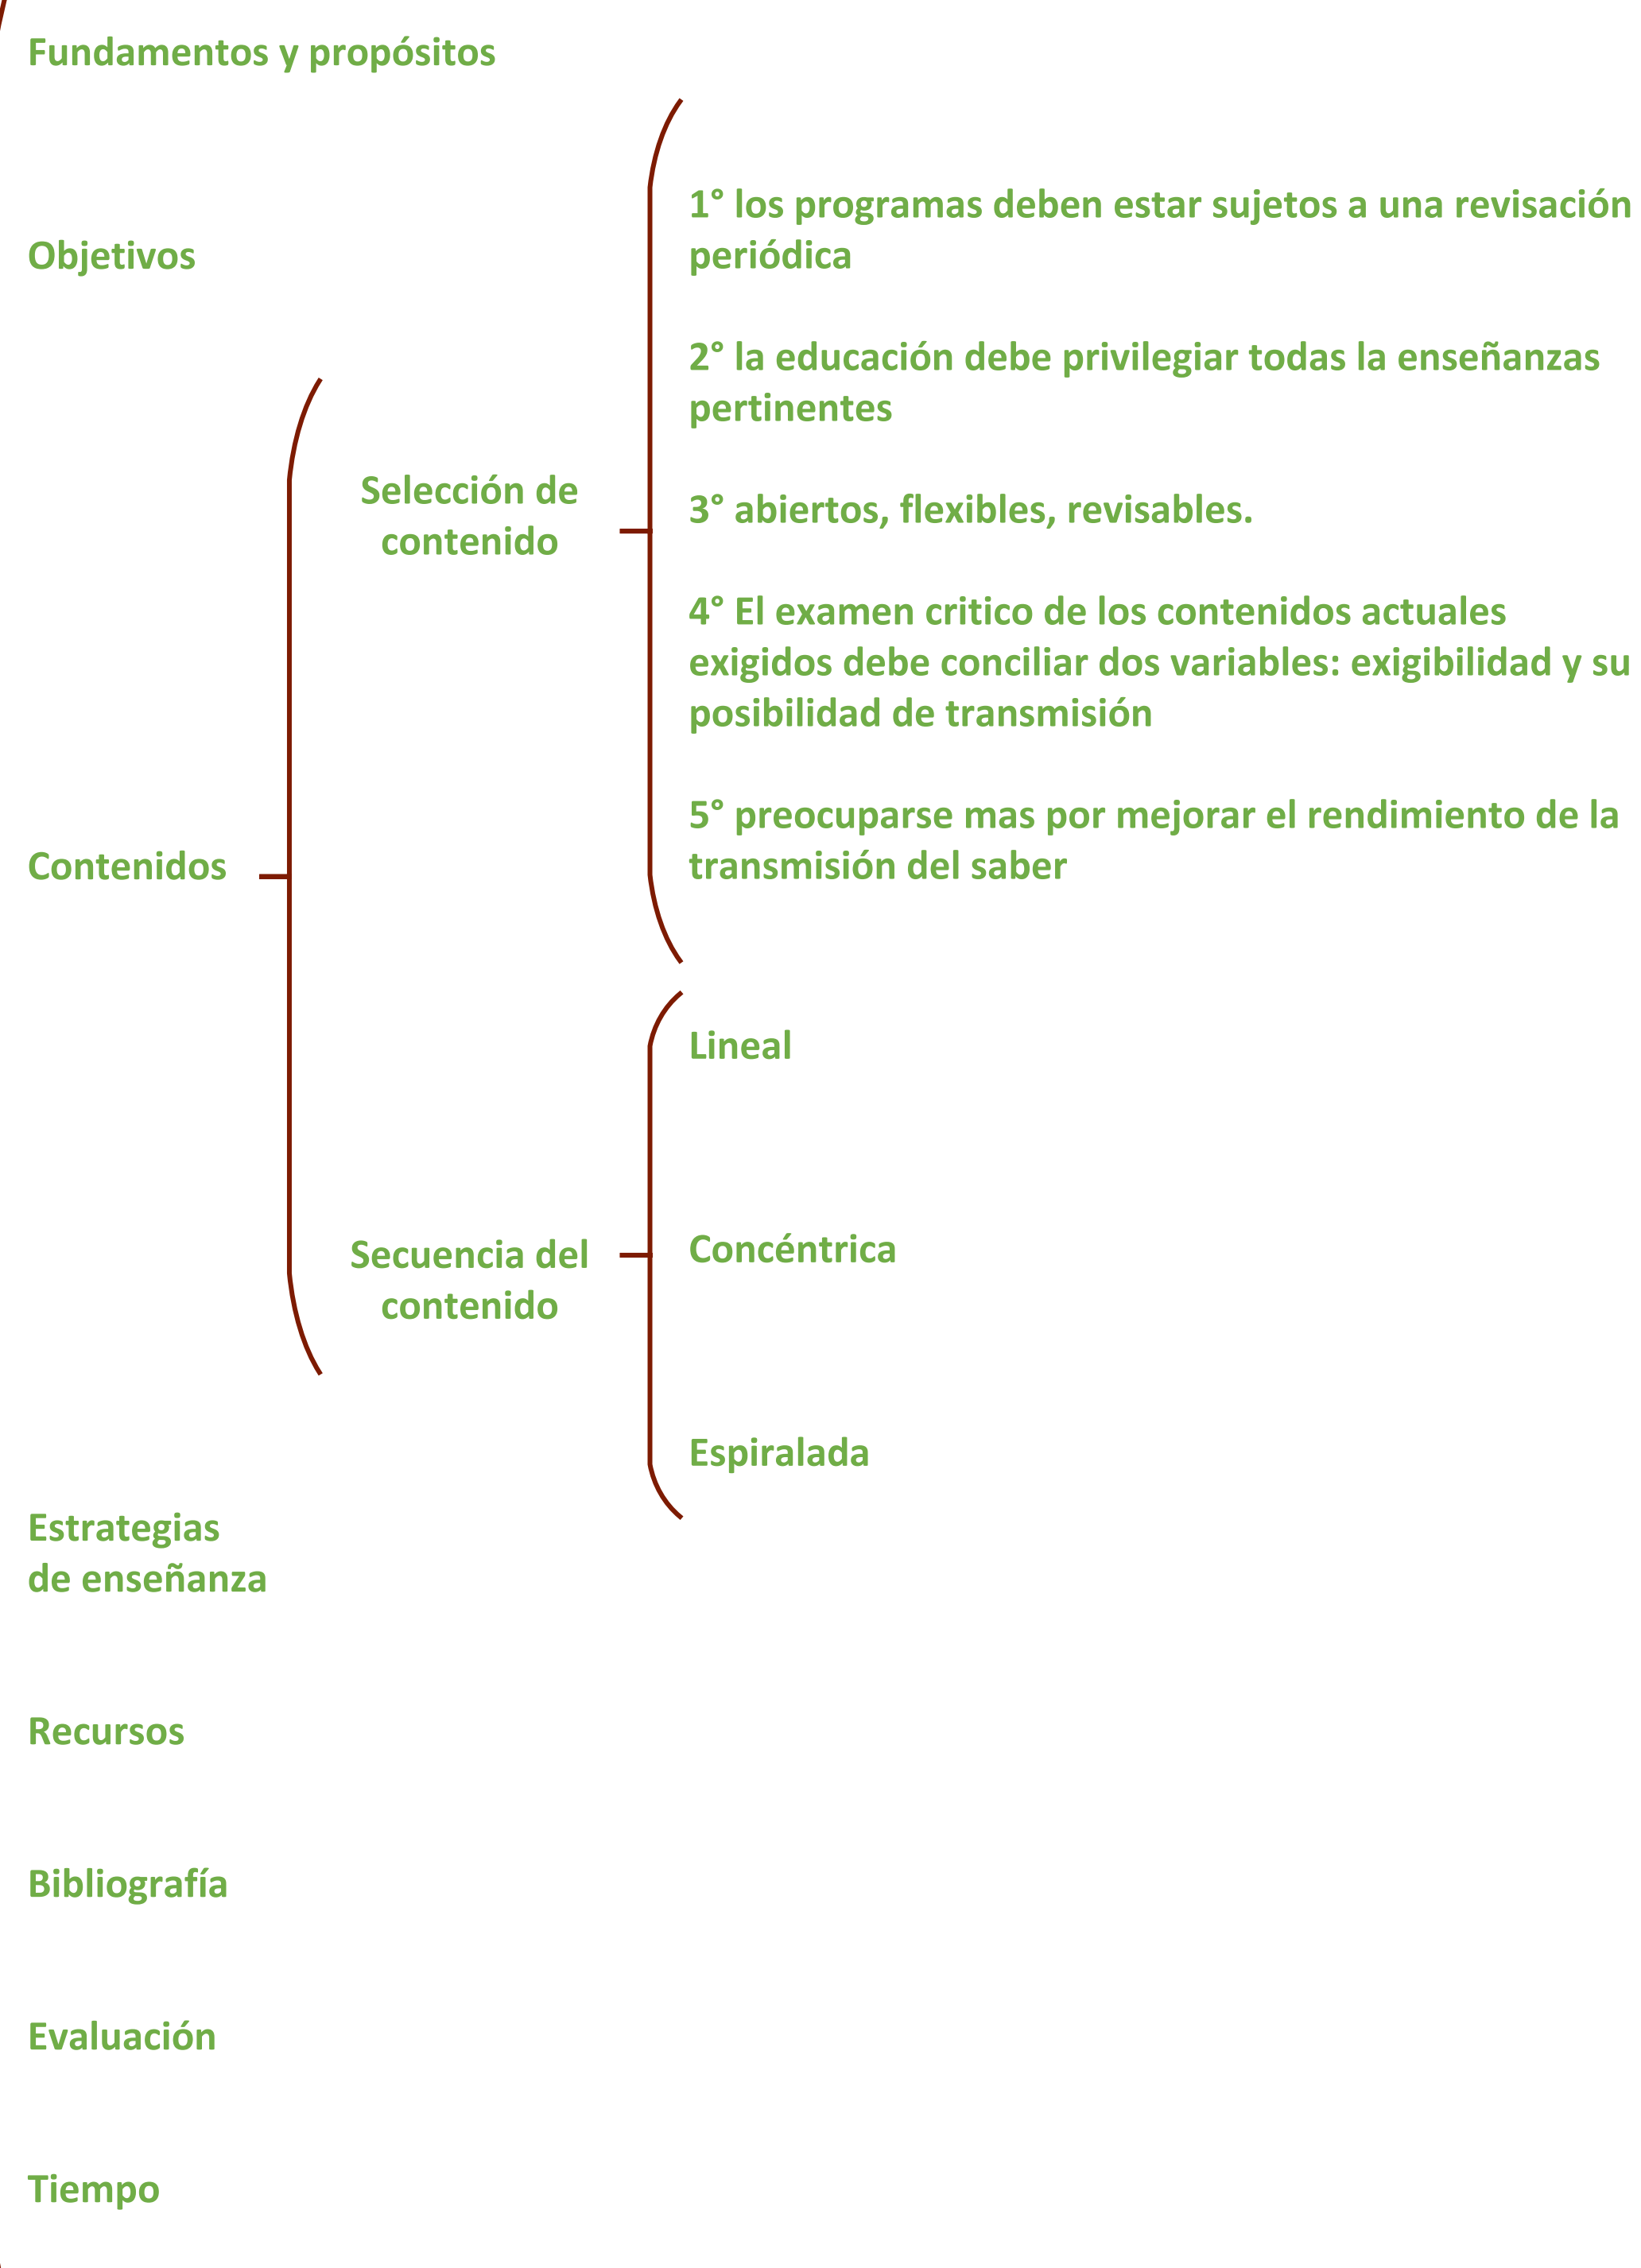 Fundamentos y propósitos
Objetivos
Contenidos
Selección de
contenido
1° los programas deben estar sujetos a una revisación
periódica
2° la educación debe privilegiar todas la enseñanzas
pertinentes
3° abiertos, flexibles, revisables.
4° El examen critico de los contenidos actuales
exigidos debe conciliar dos variables: exigibilidad y su
posibilidad de transmisión
5° preocuparse mas por mejorar el rendimiento de la
transmisión del saber
Secuencia del
contenido
Lineal
Concéntrica
Espiralada
Estrategias
de enseñanza
Recursos
Bibliografía
Evaluación
Tiempo